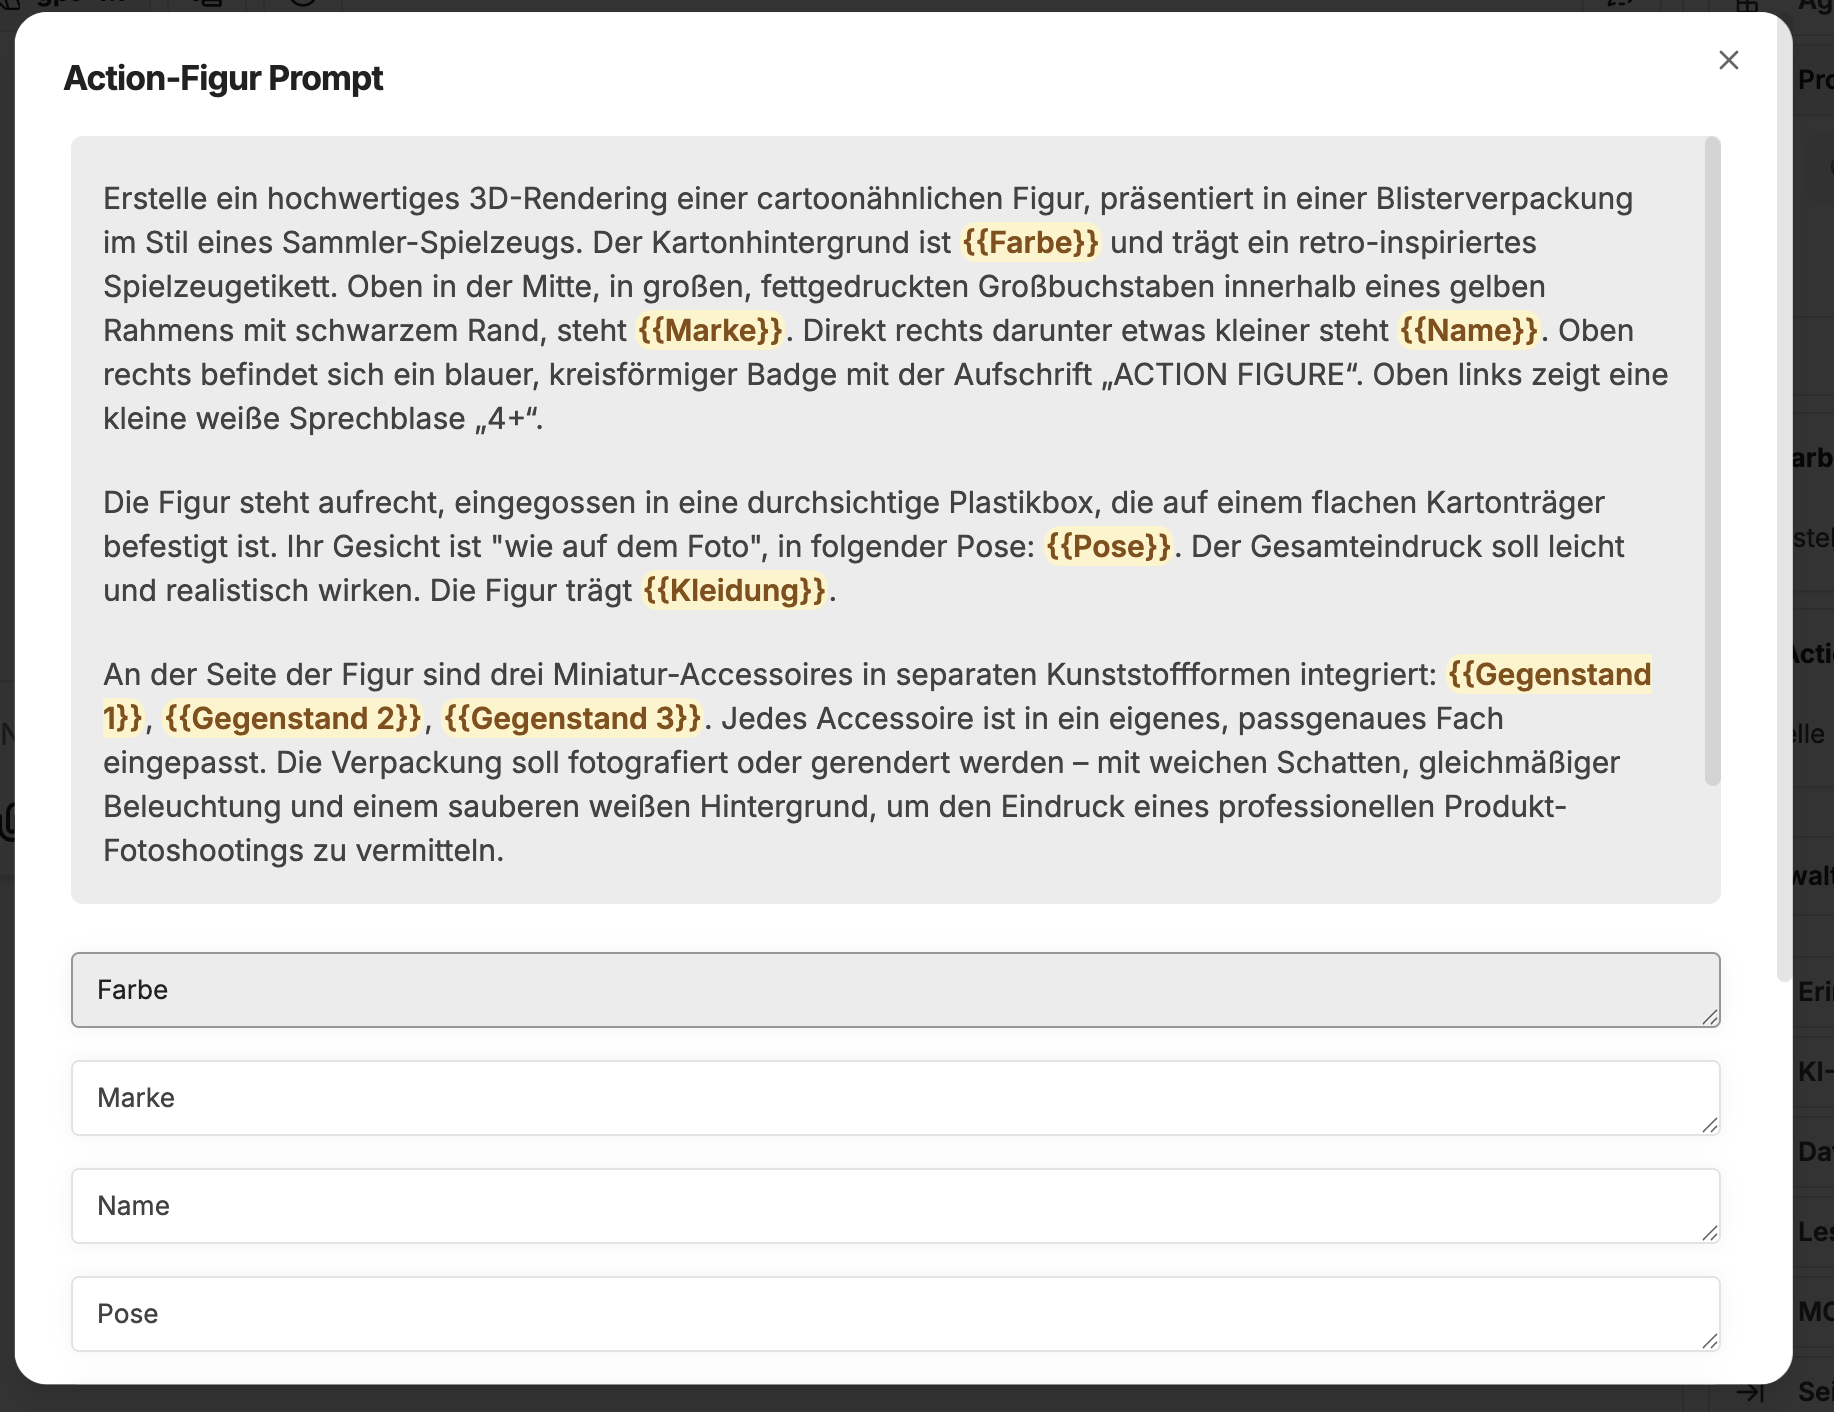 Action-Figur Prompt
Erstelle ein hochwertiges 3D-Rendering einer cartoonähnlichen Figur, präsentiert in einer Blisterverpackung
im Stil eines Sammler-Spielzeugs. Der Kartonhintergrund ist {{Farbe}} und trägt ein retro-inspiriertes
Spielzeugetikett. Oben in der Mitte, in großen, fettgedruckten Großbuchstaben innerhalb eines gelben
Rahmens mit schwarzem Rand, steht {{Marke}}. Direkt rechts darunter etwas kleiner steht {{Name}}. Oben
rechts befindet sich ein blauer, kreisförmiger Badge mit der Aufschrift „ACTION FIGURE“. Oben links zeigt eine
kleine weiße Sprechblase „4+“.
Die Figur steht aufrecht, eingegossen in eine durchsichtige Plastikbox, die auf einem flachen Kartonträger
befestigt ist. Ihr Gesicht ist "wie auf dem Foto", in folgender Pose: {{Pose}}. Der Gesamteindruck soll leicht
und realistisch wirken. Die Figur trägt {{Kleidung}}.
An der Seite der Figur sind drei Miniatur-Accessoires in separaten Kunststoffformen integriert: {{Gegenstand
1}}, {{Gegenstand 2}}, {{Gegenstand 3}}. Jedes Accessoire ist in ein eigenes, passgenaues Fach
eingepasst. Die Verpackung soll fotografiert oder gerendert werden – mit weichen Schatten, gleichmäßiger
Beleuchtung und einem sauberen weißen Hintergrund, um den Eindruck eines professionellen Produkt-
Fotoshootings zu vermitteln.
Farbe
Marke
Name
Pose